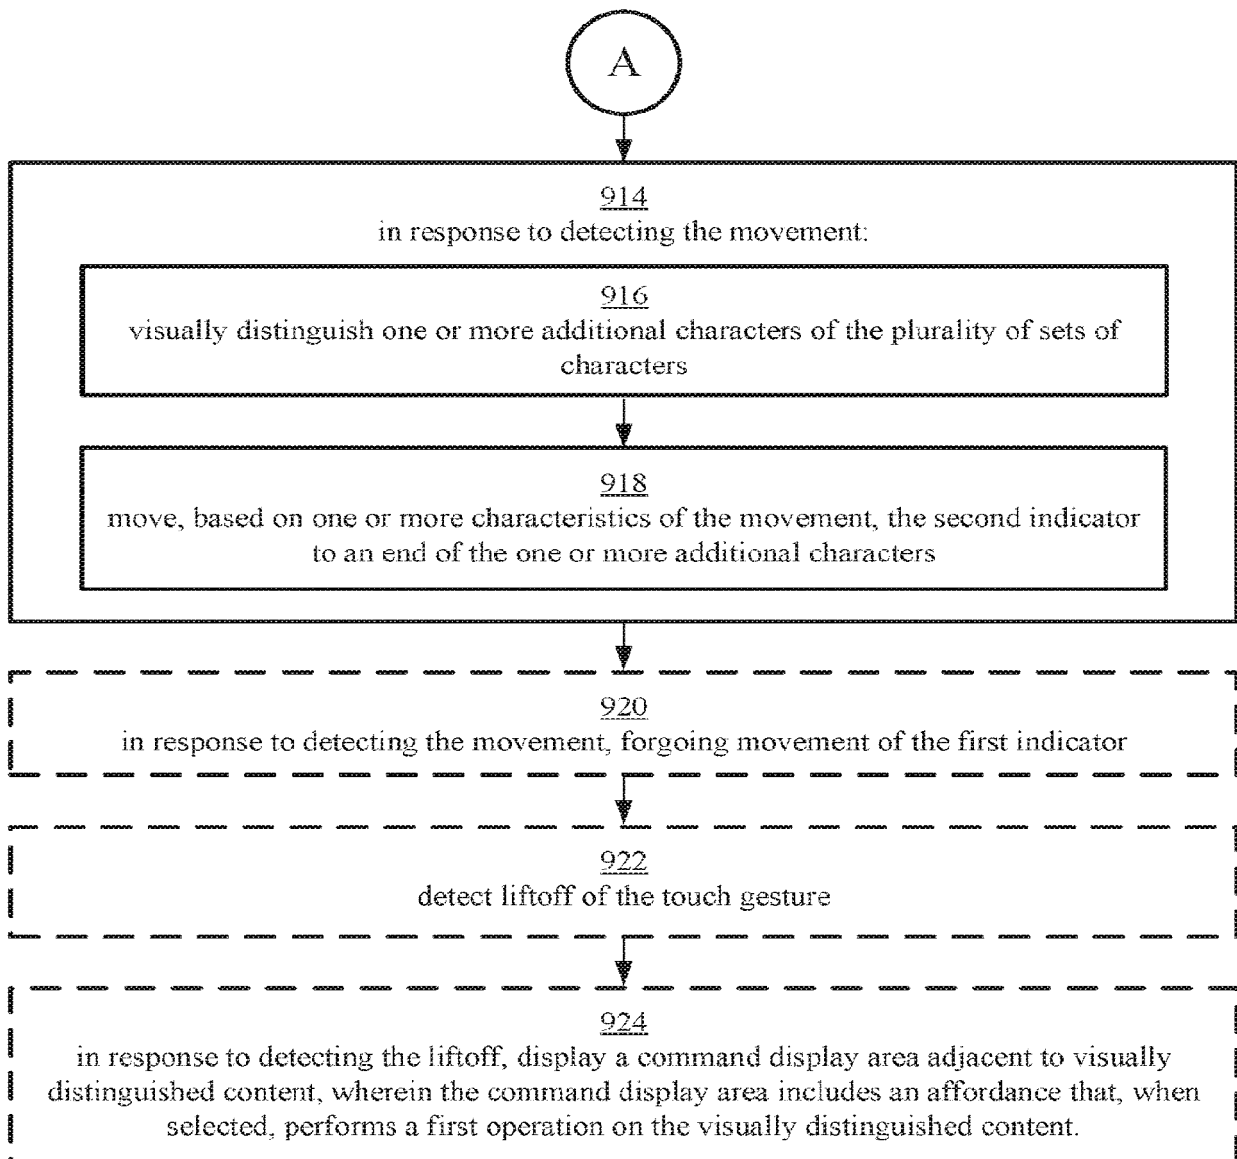 A
914
in response to detecting the movement:
916
visually distinguish one or more additional characters of the plurality of sets of
characters
918
move, based on one or more characteristics of the movement, the second indicator
to an end of the one or more additional characters
920
in response to detecting the movement, forgoing movement of the first indicator
922
detect liftoff of the touch gesture
924
in response to detecting the liftoff, display a command display area adjacent to visually
distinguished content, wherein the command display area includes an affordance that, when
selected, performs a first operation on the visually distinguished content.